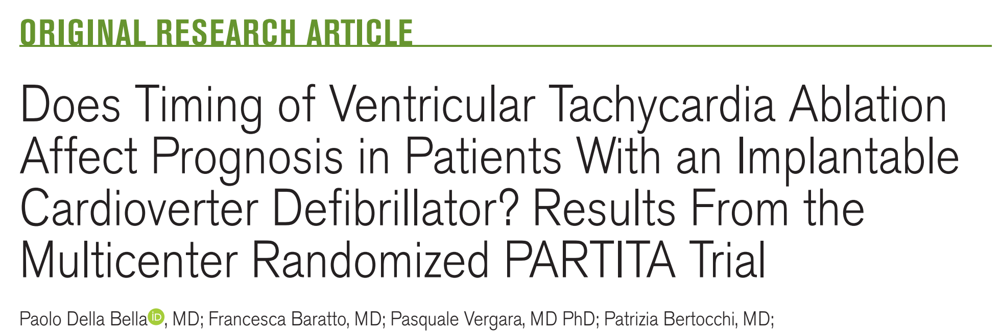 ORIGINAL RESEARCH ARTICLE
Does Timing of Ventricular Tachycardia Ablation
Affect Prognosis in Patients With an Implantable
Cardioverter Defibrillator? Results From the
Multicenter Randomized PARTITA Trial
Paolo Della Bella iD, MD; Francesca Baratto, MD; Pasquale Vergara, MD PhD; Patrizia Bertocchi, MD;